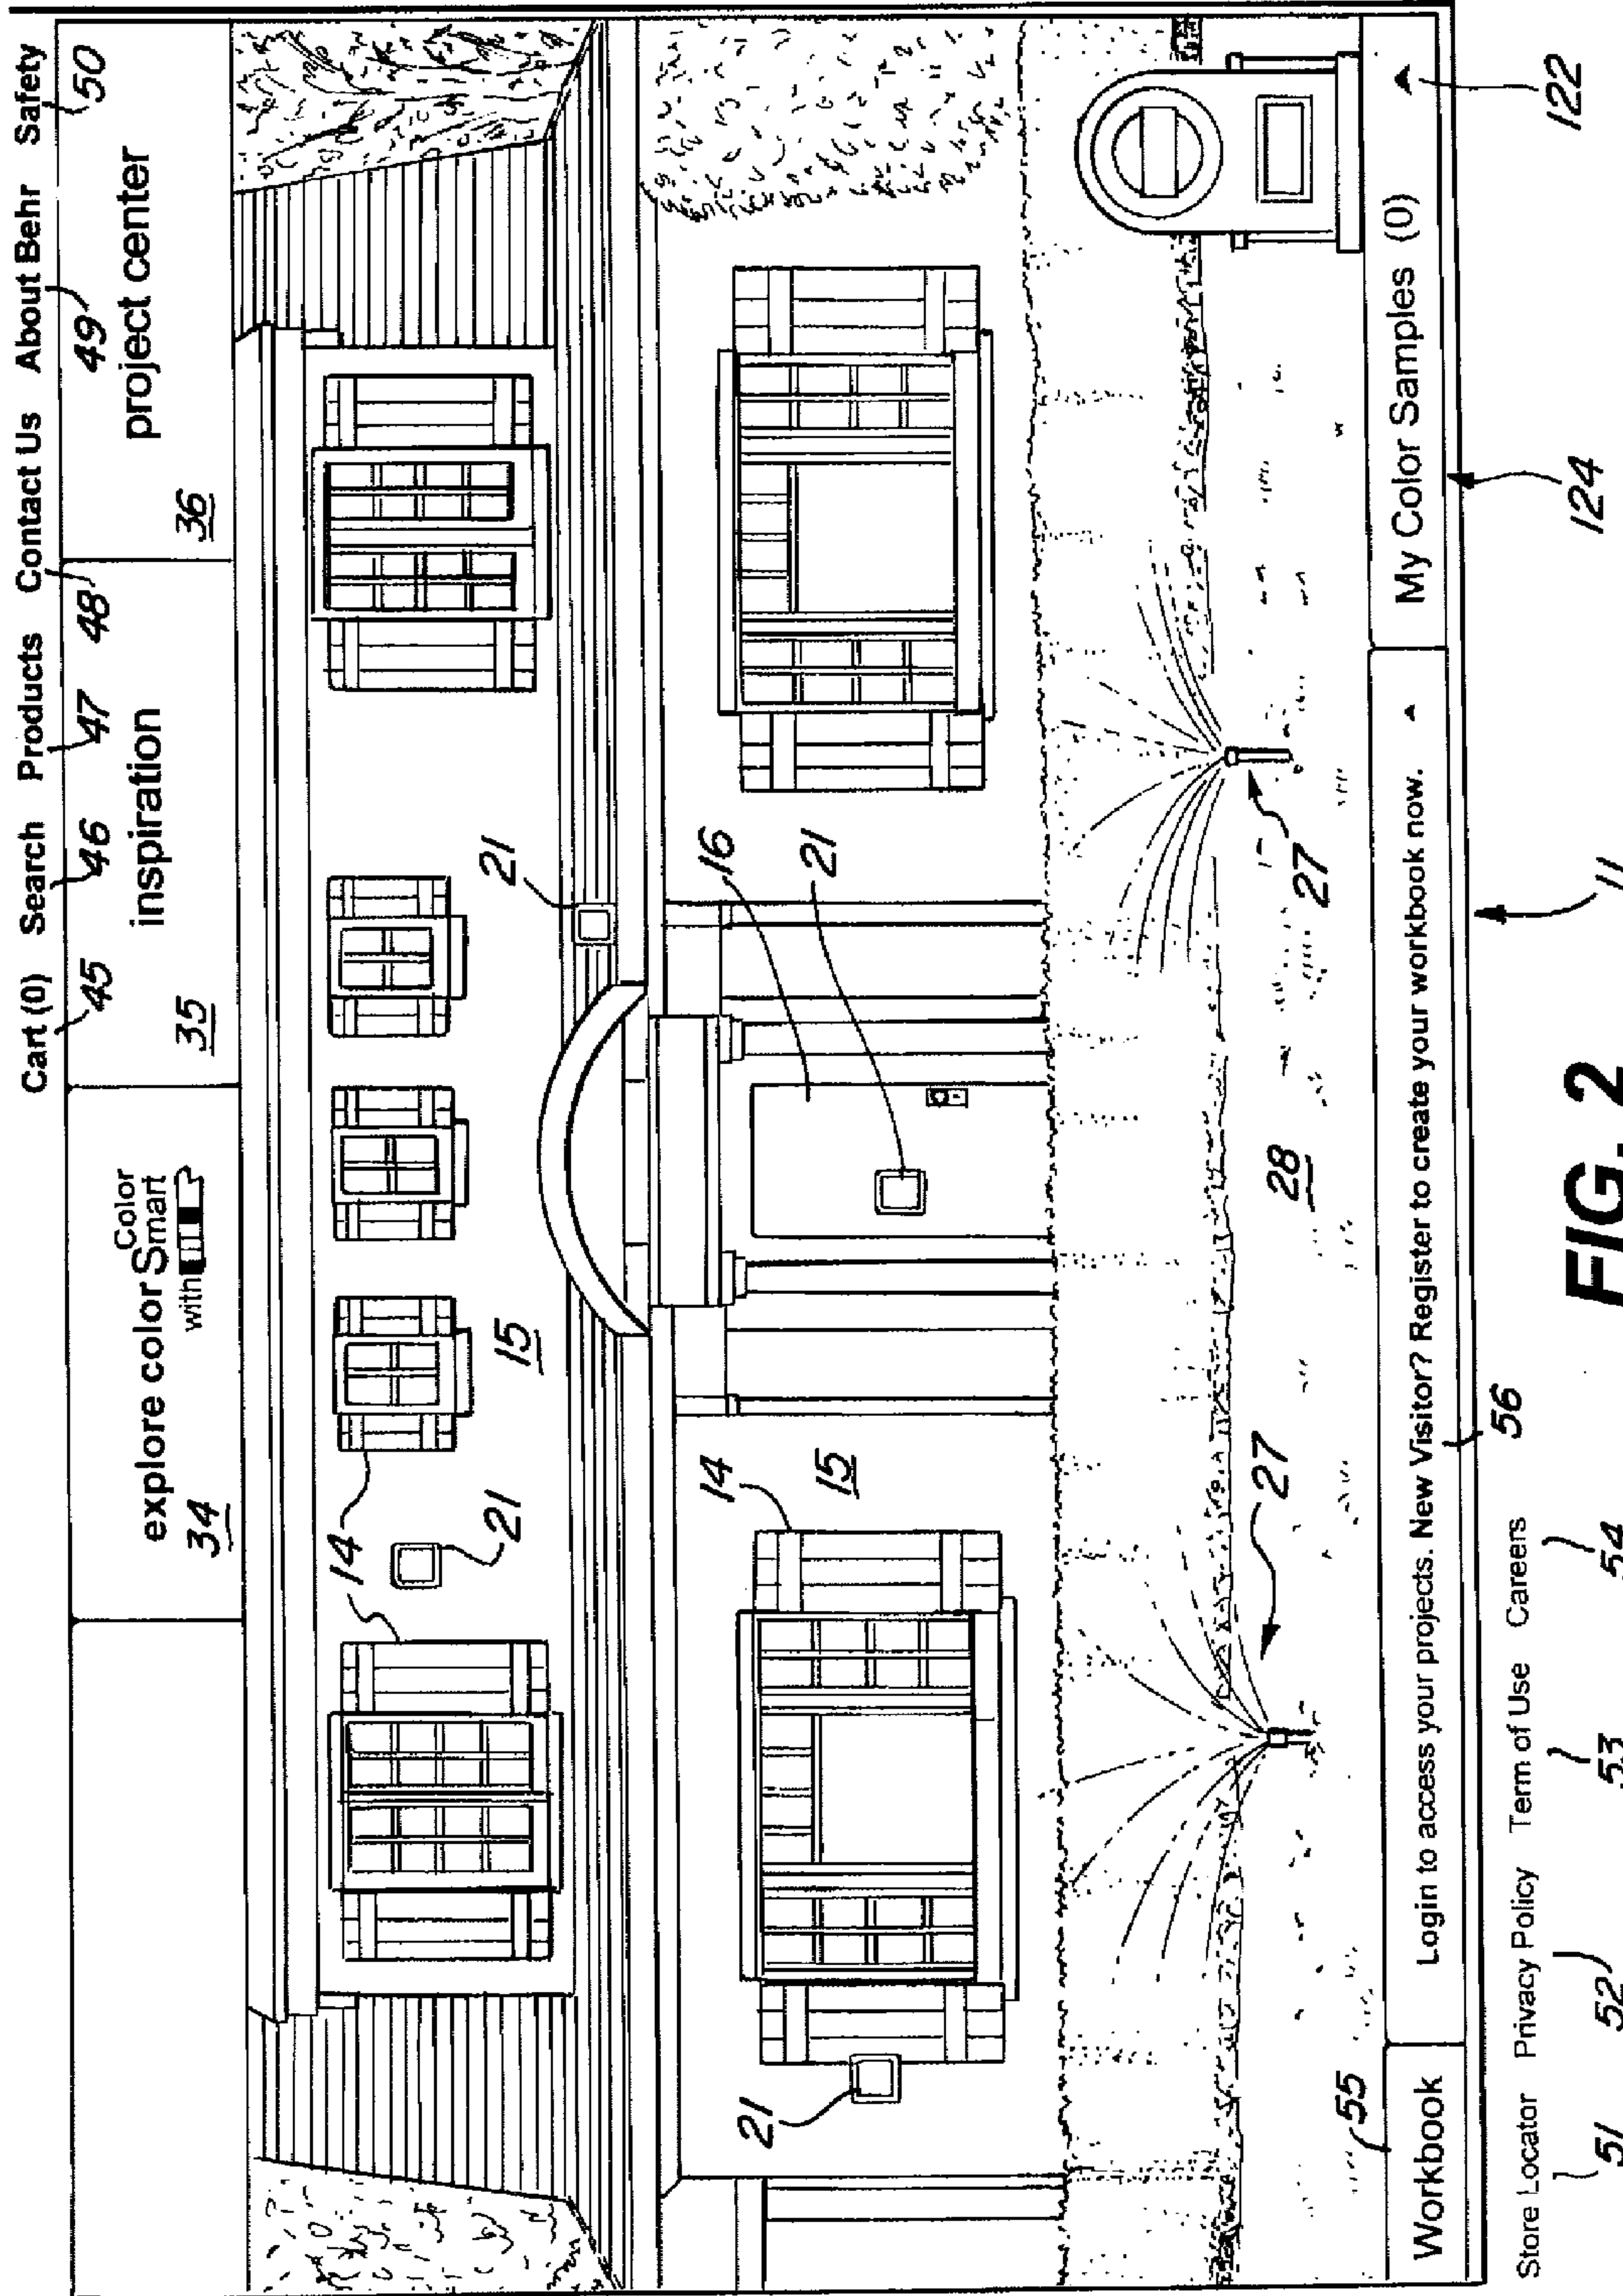 Cart (0) Search Products Contact Us About Behr Safety
45 46 47 48 49 50
explore color Color Smart
with
inspiration
project center
34 35 36
14 14 21 15 21
14 15 16 21
21
27 27
28
55
Workbook Login to access your projects. New Visitor? Register to create your workbook now. My Color Samples (0)
Store Locator Privacy Policy Term of Use Careers
51 52 53 54 56 11 124 122
FIG. 2